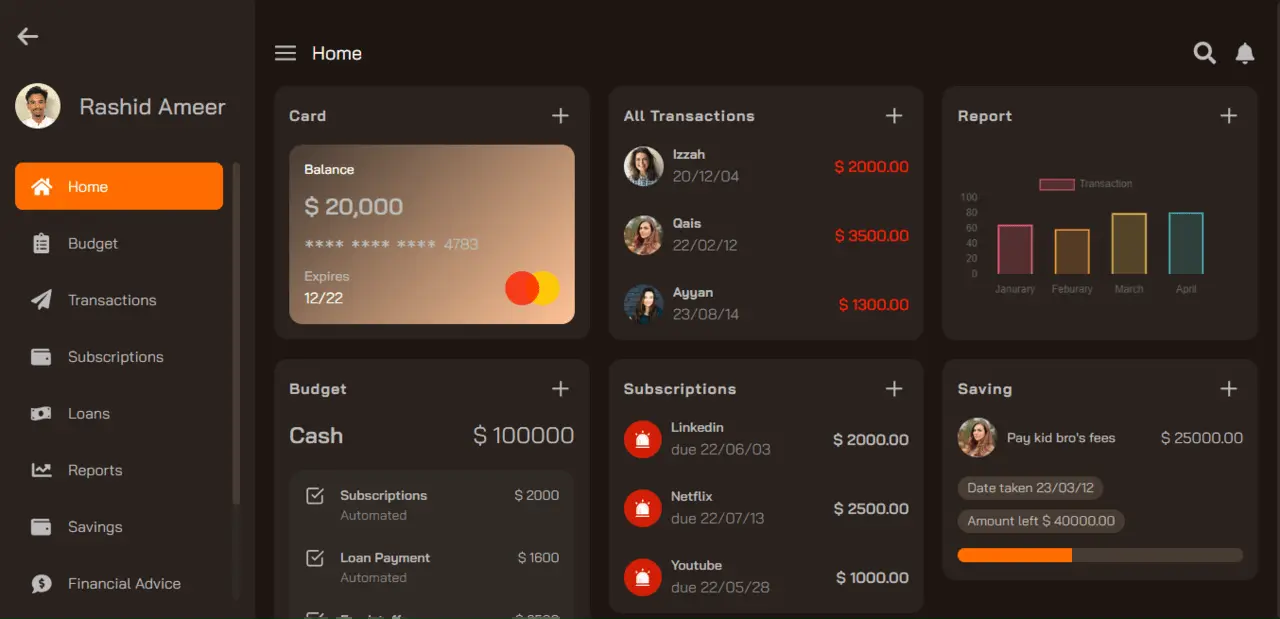 Rashid Ameer
Home
Budget
Transactions
Subscriptions
Loans
Reports
Savings
Financial Advice
Home
Card
Balance
$ 20,000
**** **** **** 4783
Expires
12/22
All Transactions
Izzah
20/12/04
$ 2000.00
Qais
22/02/12
$ 3500.00
Ayyan
23/08/14
$ 1300.00
Report
Transaction
100
80
60
40
20
0
Janurary Feburary March April
Budget
Cash $ 100000
Subscriptions $ 2000
Automated
Loan Payment $ 1600
Automated
Subscriptions
Linkedin
due 22/06/03
$ 2000.00
Netflix
due 22/07/13
$ 2500.00
Youtube
due 22/05/28
$ 1000.00
Saving
Pay kid bro's fees $ 25000.00
Date taken 23/03/12
Amount left $ 40000.00